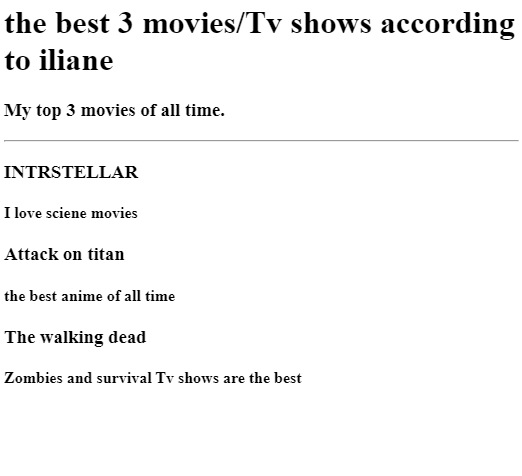 the best 3 movies/Tv shows according
to iliane
My top 3 movies of all time.
INTRSTELLAR
I love sciene movies
Attack on titan
the best anime of all time
The walking dead
Zombies and survival Tv shows are the best